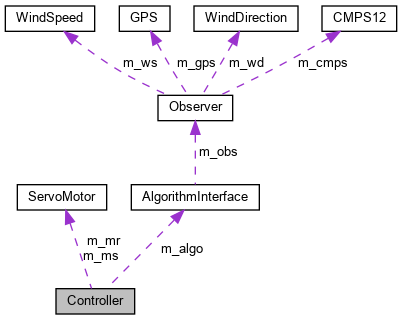 WindSpeed
GPS
WindDirection
CMPS12
m_ws
m_gps
m_wd
m_cmps
Observer
m_obs
ServoMotor
AlgorithmInterface
m_mr
m_ms
m_algo
Controller